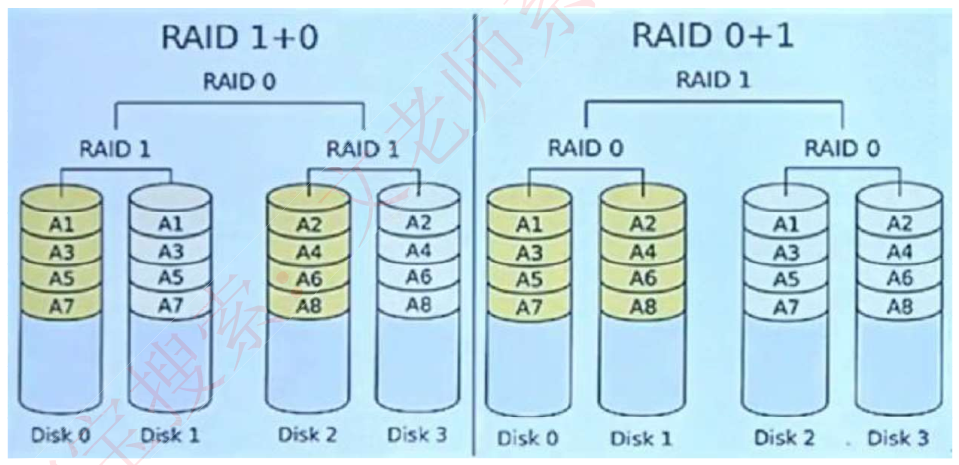 RAID 1+0
RAID 0
RAID 1 RAID 1
A1 A1 A2 A2
A3 A3 A4 A4
A5 A5 A6 A6
A7 A7 A8 A8
Disk 0 Disk 1 Disk 2 Disk 3
RAID 0+1
RAID 1
RAID 0 RAID 0
A1 A2 A1 A2
A3 A4 A3 A4
A5 A6 A5 A6
A7 A8 A7 A8
Disk 0 Disk 1 Disk 2 . Disk 3
搜索:文老师